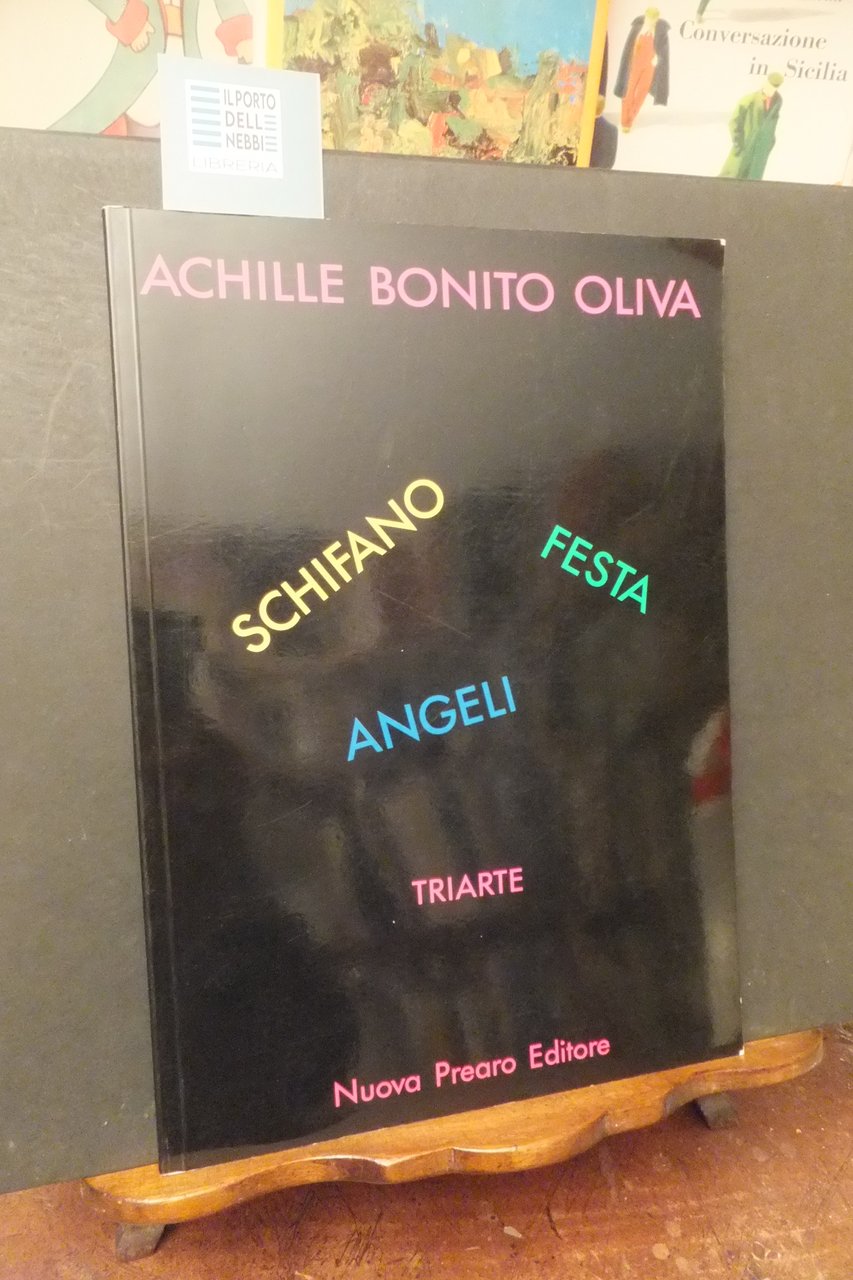 Conversazione
in Sicilia
IL PORTO
DELLE
NEBBIE
LIBRERIA
ACHILLE BONITO OLIVA
SCHIFANO
FESTA
ANGELI
TRIARTE
Nuova Prearo Editore